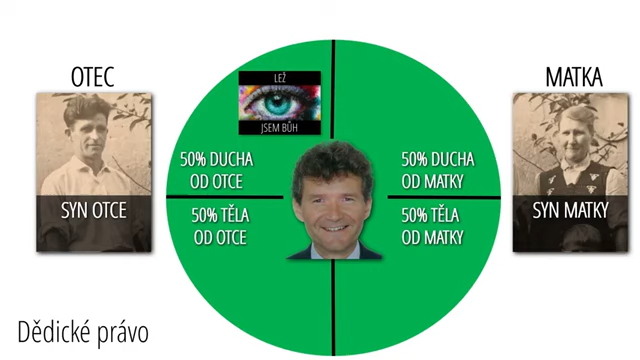 OTEC
MATKA
LEŽ
JSEM BŮH
50% DUCHA
OD OTCE
50% DUCHA
OD MATKY
SYN OTCE
50% TĚLA
OD OTCE
50% TĚLA
OD MATKY
SYN MATKY
Dědické právo